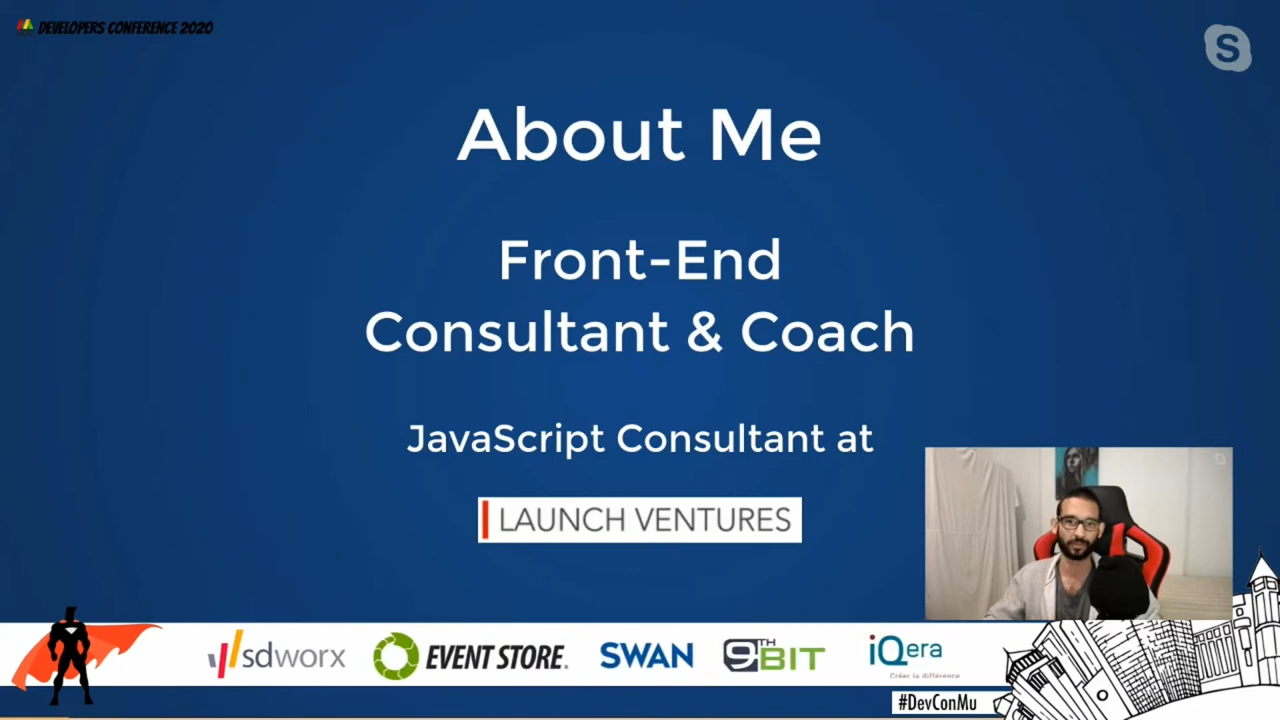 DEVELOPERS CONFERENCE 2020
S
About Me
Front-End
Consultant & Coach
JavaScript Consultant at
LAUNCH VENTURES
sdworx
EVENT STORE.
SWAN
9TH BIT
iQera
Créer la différence
#DevConMu